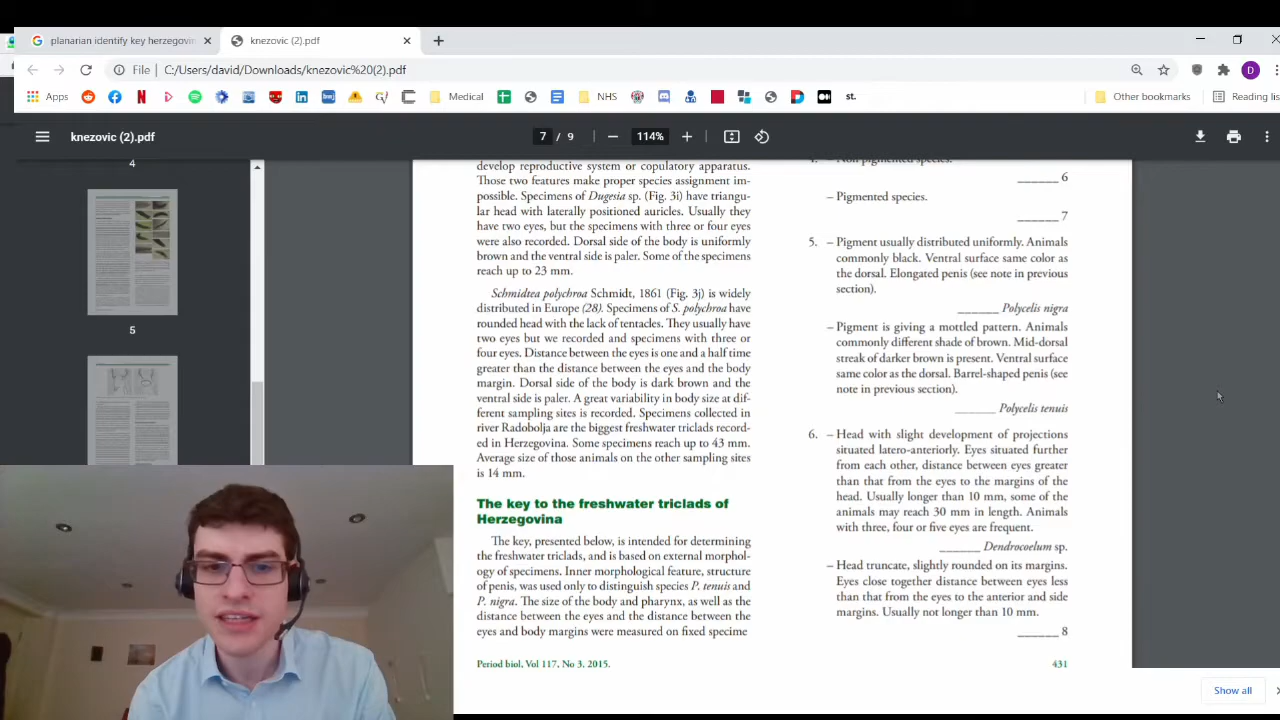 planarian identify key herzegovin
knezovic (2).pdf
File
C:/Users/david/Downloads/knezovic%20(2).pdf
D
Apps
Medical
NHS
st.
Other bookmarks
Reading list
knezovic (2).pdf
7 / 9
114%
4
5
develop reproductive system or copulatory apparatus.
Those two features make proper species assignment im-
possible. Specimens of Dugesia sp. (Fig. 3i) have triangu-
lar head with laterally positioned auricles. Usually they
have two eyes, but the specimens with three or four eyes
were also recorded. Dorsal side of the body is uniformly
brown and the ventral side is paler. Some of the specimens
reach up to 23 mm.
Schmidtea polychroa Schmidt, 1861 (Fig. 3j) is widely
distributed in Europe (28). Specimens of S. polychroa have
rounded head with the lack of tentacles. They usually have
two eyes but we recorded and specimens with three or
four eyes. Distance between the eyes is one and a half time
greater than the distance between the eyes and the body
margin. Dorsal side of the body is dark brown and the
ventral side is paler. A great variability in body size at dif-
ferent sampling sites is recorded. Specimens collected in
river Radobolja are the biggest freshwater triclads record-
ed in Herzegovina. Some specimens reach up to 43 mm.
Average size of those animals on the other sampling sites
is 14 mm.
The key to the freshwater triclads of
Herzegovina
The key, presented below, is intended for determining
the freshwater triclads, and is based on external morphol-
ogy of specimens. Inner morphological feature, structure
of penis, was used only to distinguish species P. tenuis and
P. nigra. The size of the body and pharynx, as well as the
distance between the eyes and the distance between the
eyes and body margins were measured on fixed specime
Period biol, Vol 117, No 3, 2015.
Non pigmented species.
______ 6
– Pigmented species.
______ 7
5. – Pigment usually distributed uniformly. Animals
commonly black. Ventral surface same color as
the dorsal. Elongated penis (see note in previous
section).
______ Polycelis nigra
– Pigment is giving a mottled pattern. Animals
commonly different shade of brown. Mid-dorsal
streak of darker brown is present. Ventral surface
same color as the dorsal. Barrel-shaped penis (see
note in previous section).
______ Polycelis tenuis
6. – Head with slight development of projections
situated latero-anteriorly. Eyes situated further
from each other, distance between eyes greater
than that from the eyes to the margins of the
head. Usually longer than 10 mm, some of the
animals may reach 30 mm in length. Animals
with three, four or five eyes are frequent.
______ Dendrocoelum sp.
– Head truncate, slightly rounded on its margins.
Eyes close together distance between eyes less
than that from the eyes to the anterior and side
margins. Usually not longer than 10 mm.
______ 8
431
Show all